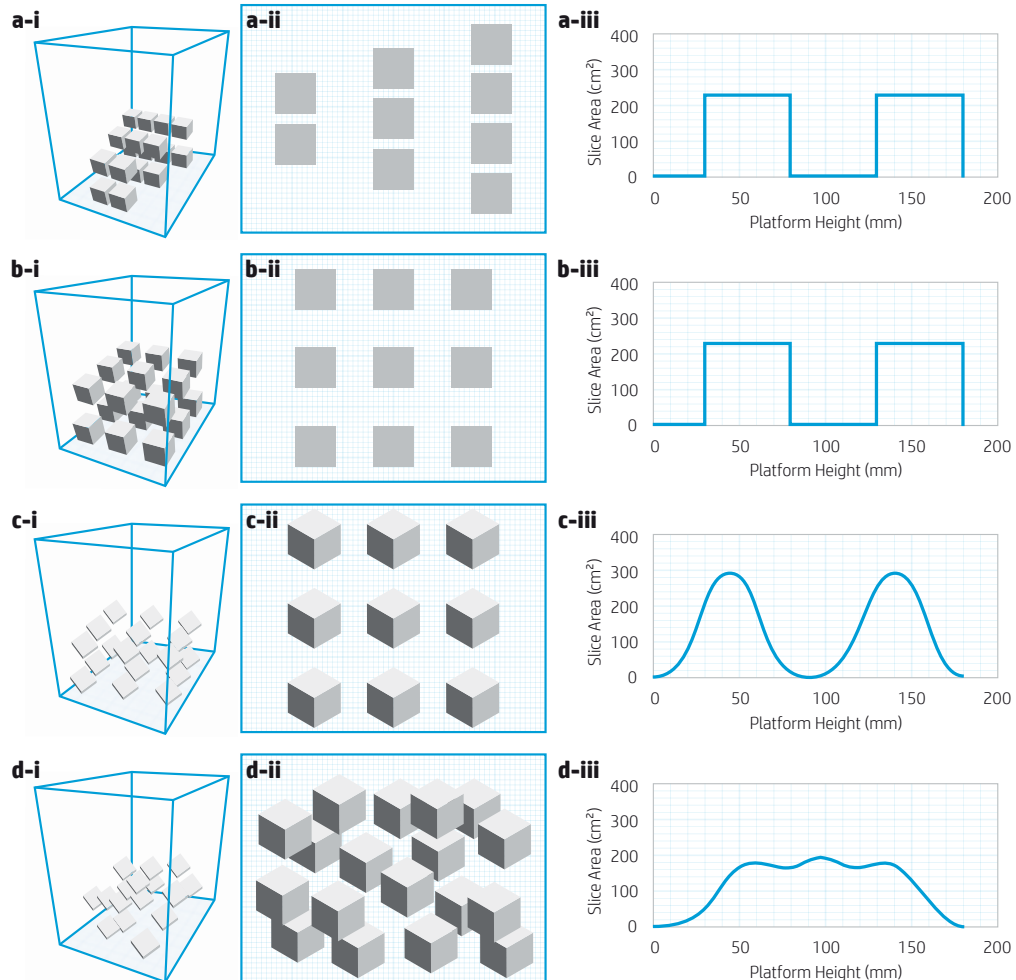 a-i
a-ii
a-iii
Slice Area (cm²)
400
300
200
100
0
0
50
100
150
200
Platform Height (mm)
b-i
b-ii
b-iii
Slice Area (cm²)
400
300
200
100
0
0
50
100
150
200
Platform Height (mm)
c-i
c-ii
c-iii
Slice Area (cm²)
400
300
200
100
0
0
50
100
150
200
Platform Height (mm)
d-i
d-ii
d-iii
Slice Area (cm²)
400
300
200
100
0
0
50
100
150
200
Platform Height (mm)